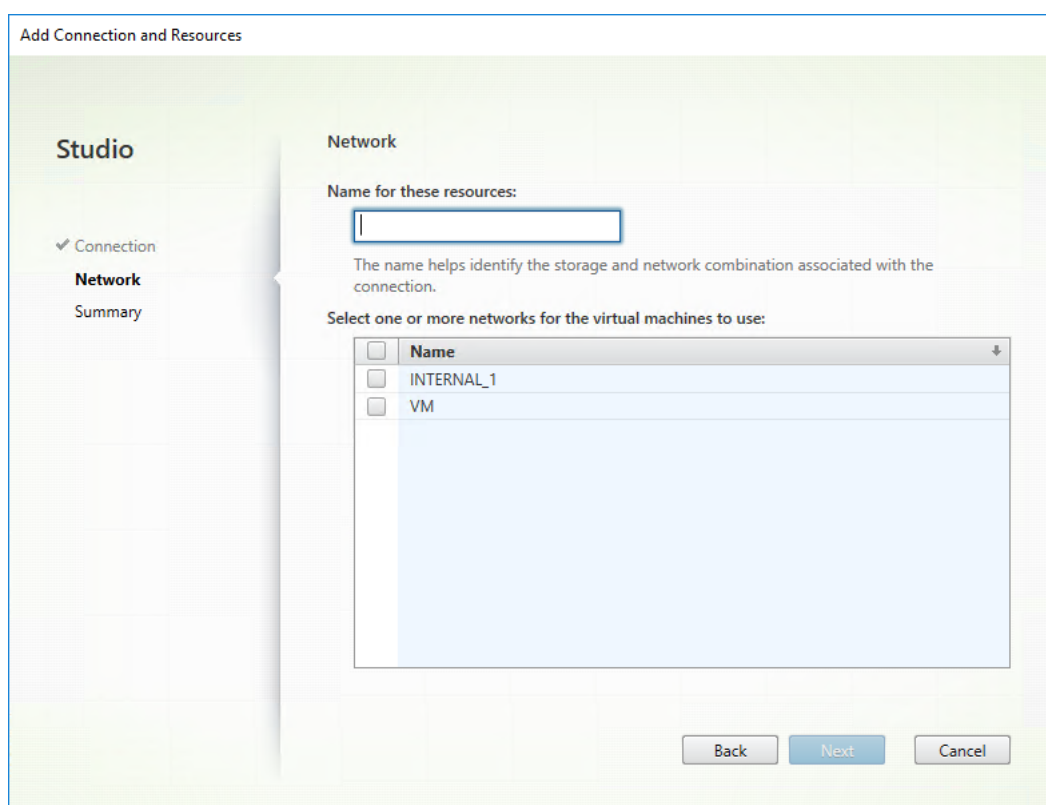 Add Connection and Resources
Studio
Connection
Network
Summary
Network
Name for these resources:
The name helps identify the storage and network combination associated with the
connection.
Select one or more networks for the virtual machines to use:
Name
INTERNAL_1
VM
Back
Next
Cancel